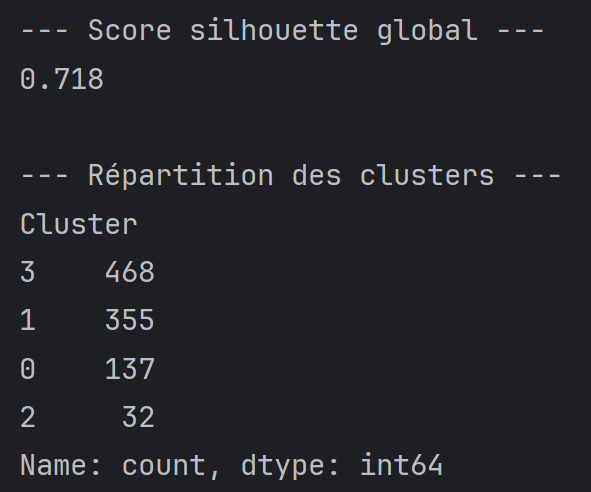 --- Score silhouette global ---
0.718
--- Répartition des clusters ---
Cluster
3    468
1    355
0    137
2     32
Name: count, dtype: int64